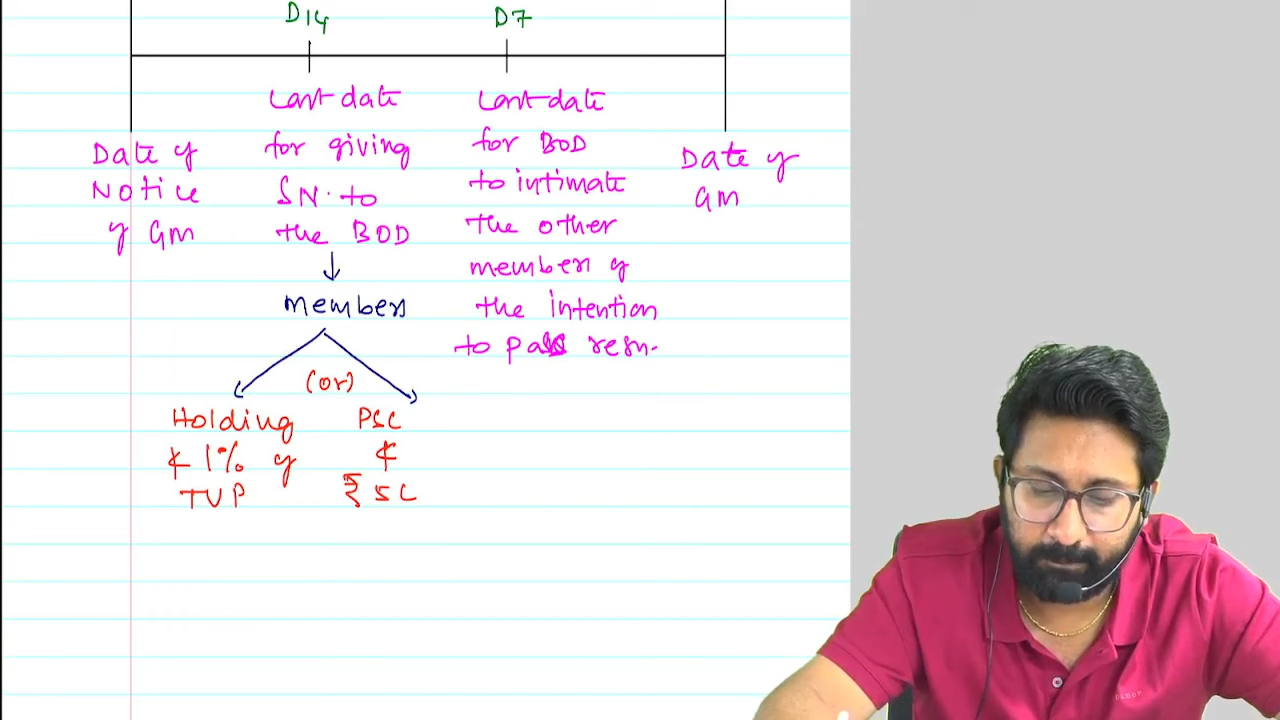 D14
D7
Date of
Notice
of GM
Last date
for giving
SN. to
the BOD
Last date
for BOD
to intimate
the other
members of
the intention
to pass resn.
Date of
GM
members
(or)
Holding
≮ 1% of
TVP
PSC
≮
₹ 5L